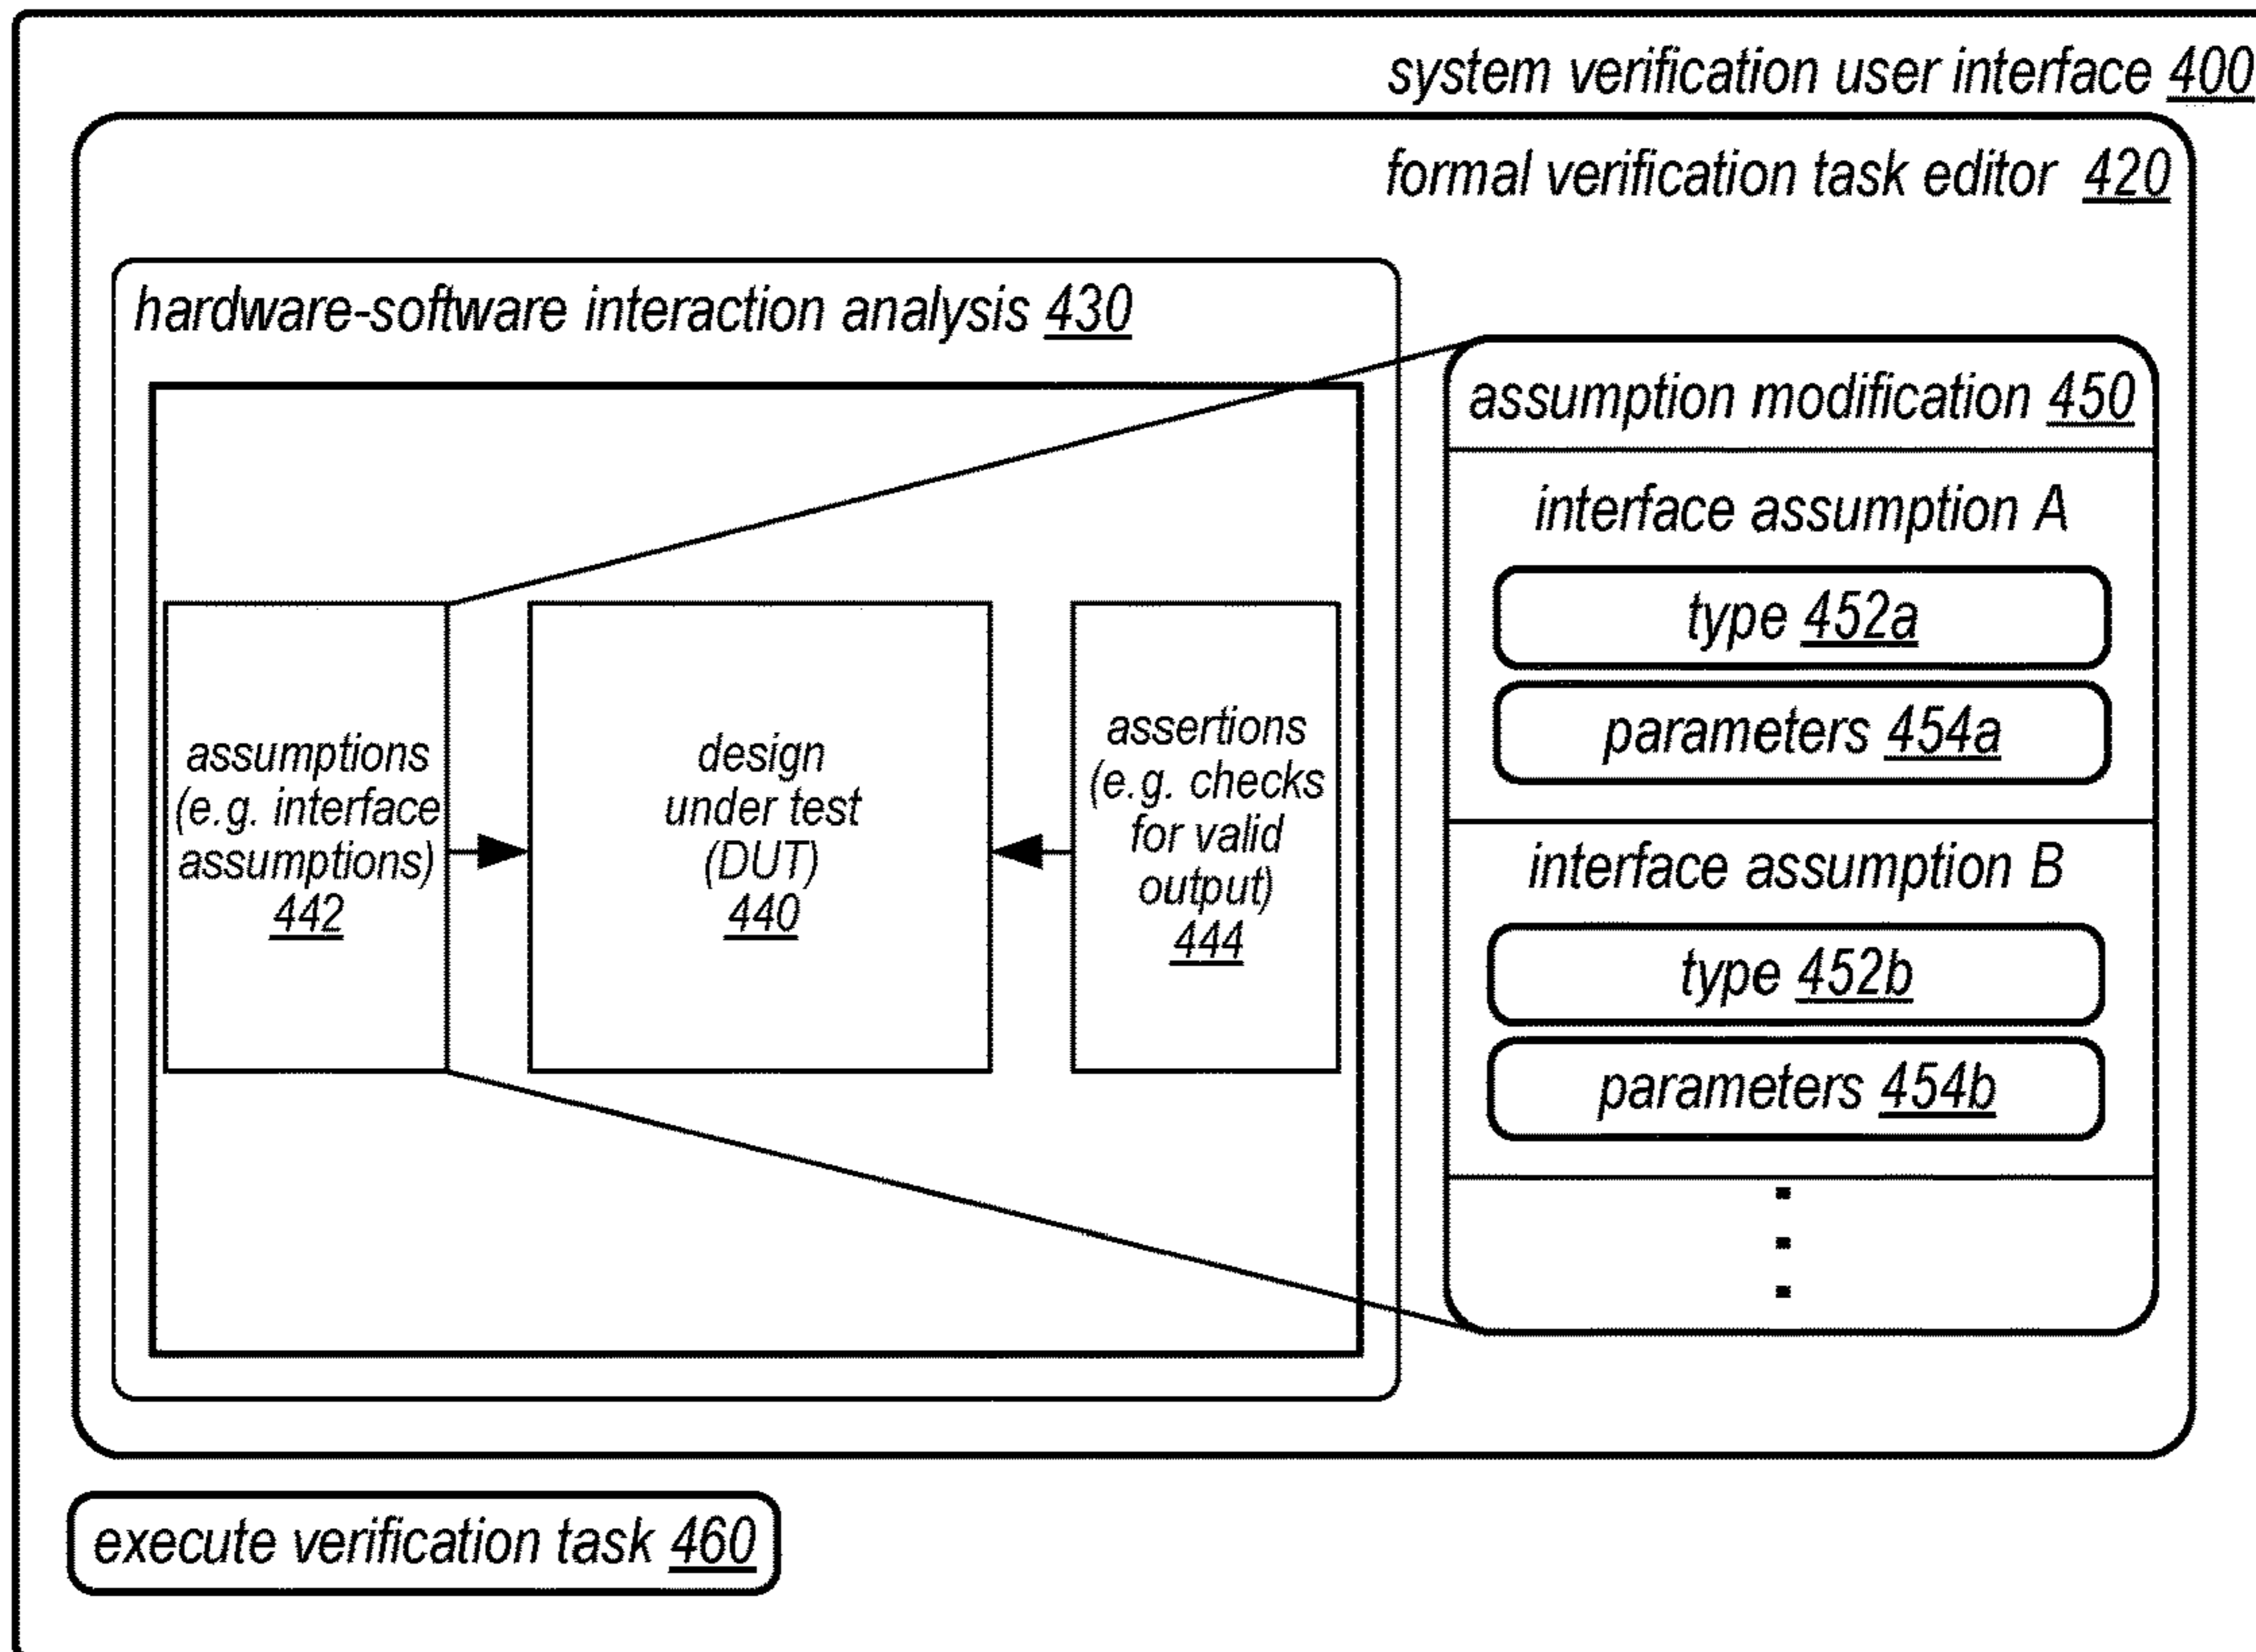 system verification user interface 400
formal verification task editor 420
hardware-software interaction analysis 430
assumptions
(e.g. interface
assumptions)
442
design
under test
(DUT)
440
assertions
(e.g. checks
for valid
output)
444
assumption modification 450
interface assumption A
type 452a
parameters 454a
interface assumption B
type 452b
parameters 454b
execute verification task 460